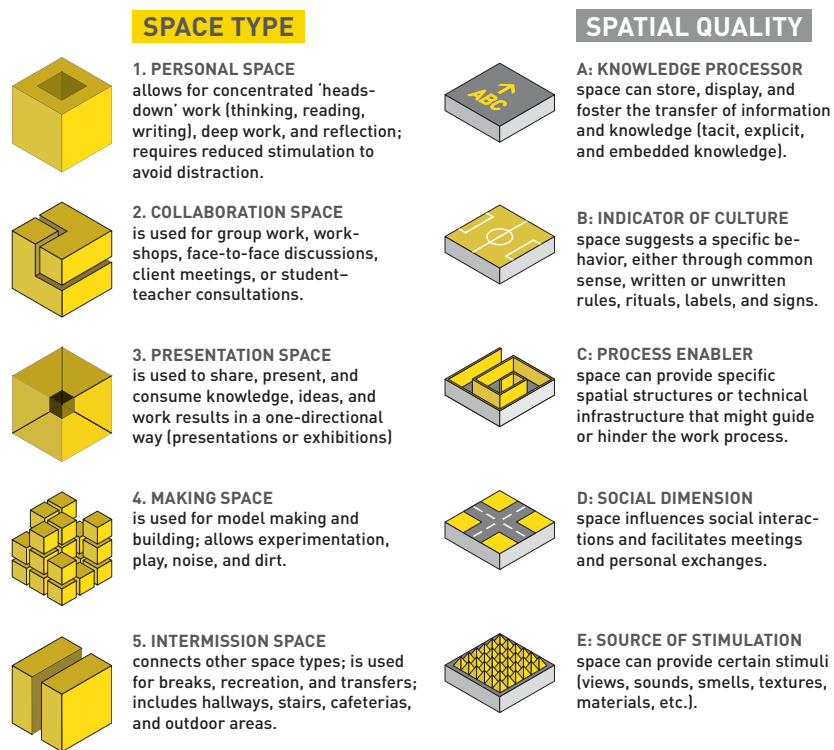 SPACE TYPE
1. PERSONAL SPACE
allows for concentrated ‘heads-
down’ work (thinking, reading,
writing), deep work, and reflection;
requires reduced stimulation to
avoid distraction.
2. COLLABORATION SPACE
is used for group work, work-
shops, face-to-face discussions,
client meetings, or student–
teacher consultations.
3. PRESENTATION SPACE
is used to share, present, and
consume knowledge, ideas, and
work results in a one-directional
way (presentations or exhibitions)
4. MAKING SPACE
is used for model making and
building; allows experimentation,
play, noise, and dirt.
5. INTERMISSION SPACE
connects other space types; is used
for breaks, recreation, and transfers;
includes hallways, stairs, cafeterias,
and outdoor areas.
SPATIAL QUALITY
ABC
A: KNOWLEDGE PROCESSOR
space can store, display, and
foster the transfer of information
and knowledge (tacit, explicit,
and embedded knowledge).
B: INDICATOR OF CULTURE
space suggests a specific be-
havior, either through common
sense, written or unwritten
rules, rituals, labels, and signs.
C: PROCESS ENABLER
space can provide specific
spatial structures or technical
infrastructure that might guide
or hinder the work process.
D: SOCIAL DIMENSION
space influences social interac-
tions and facilitates meetings
and personal exchanges.
E: SOURCE OF STIMULATION
space can provide certain stimuli
(views, sounds, smells, textures,
materials, etc.).